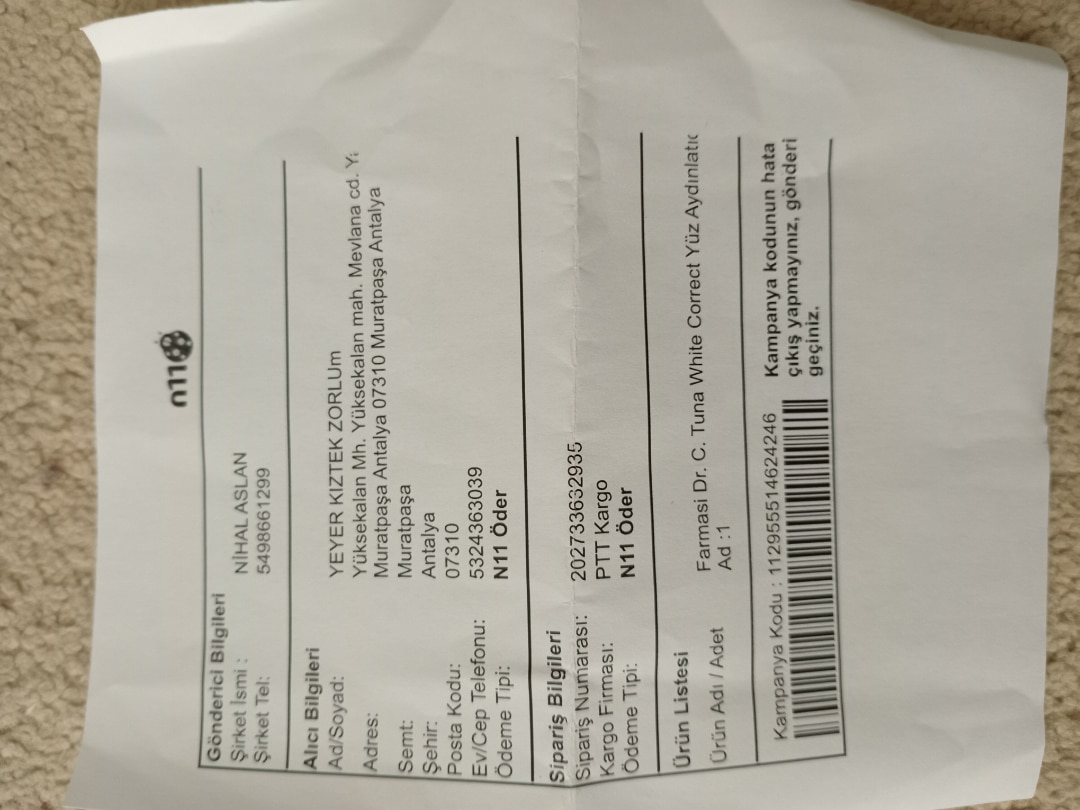 n11
Gönderici Bilgileri
Şirket İsmi : NİHAL ASLAN
Şirket Tel: 5498661299
Alıcı Bilgileri
Ad/Soyad: YEYER KIZTEK ZORLUm
Adres: Yüksekalan Mh. Yüksekalan mah. Mevlana cd.
Muratpaşa Antalya 07310 Muratpaşa Antalya
Semt: Muratpaşa
Şehir: Antalya
Posta Kodu: 07310
Ev/Cep Telefonu: 5324363039
Ödeme Tipi: N11 Öder
Sipariş Bilgileri
Sipariş Numarası: 202733632935
Kargo Firması: PTT Kargo
Ödeme Tipi: N11 Öder
Ürün Listesi
Ürün Adı / Adet Farmasi Dr. C. Tuna White Correct Yüz Aydınlatıc
Ad :1
Kampanya Kodu : 1129555514624246
Kampanya kodunun hata
çıkış yapmayınız, gönderi
geçiniz.